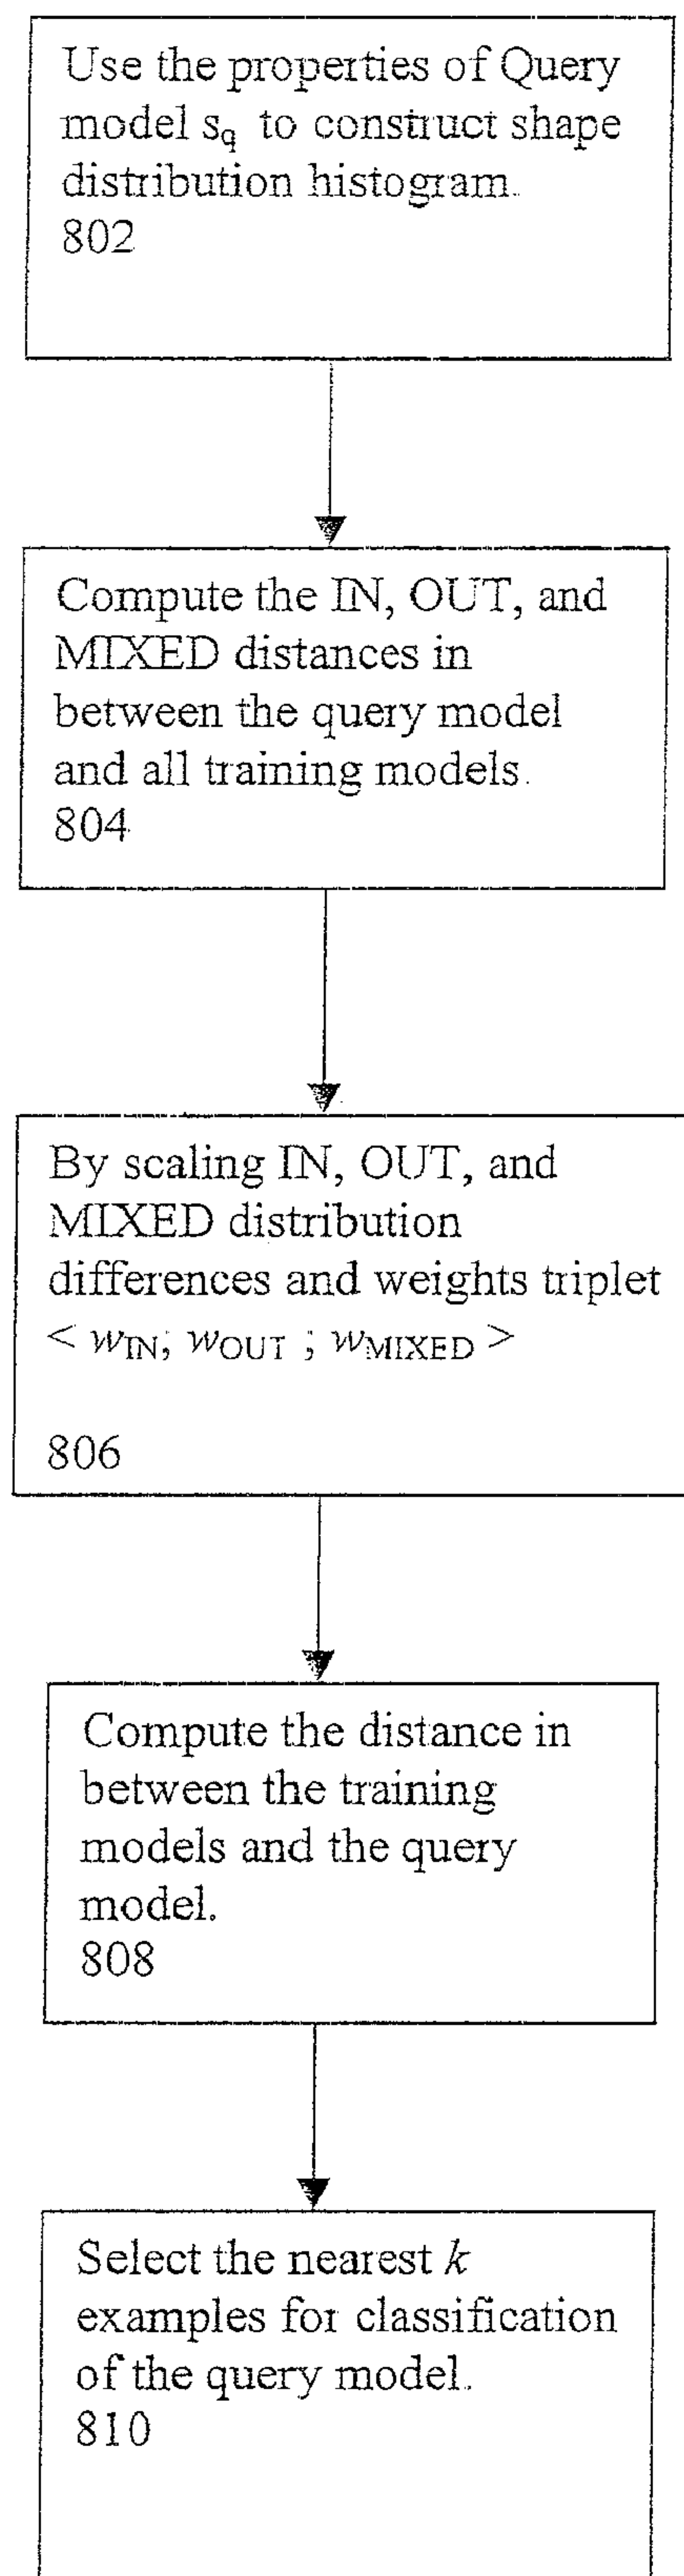 Use the properties of Query
model sq to construct shape
distribution histogram.
802
Compute the IN, OUT, and
MIXED distances in
between the query model
and all training models.
804
By scaling IN, OUT, and
MIXED distribution
differences and weights triplet
< wIN; wOUT ; wMIXED >
806
Compute the distance in
between the training
models and the query
model.
808
Select the nearest k
examples for classification
of the query model.
810